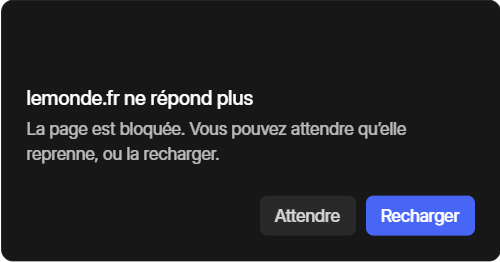 lemonde.fr ne répond plus
La page est bloquée. Vous pouvez attendre qu’elle
reprenne, ou la recharger.
Attendre
Recharger